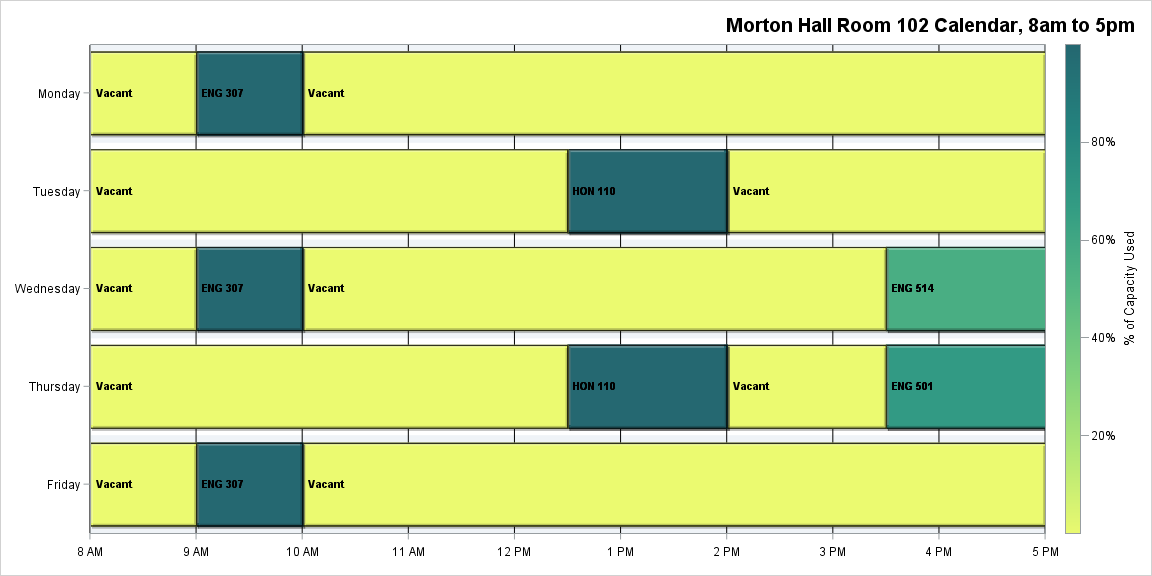 Morton Hall Room 102 Calendar, 8am to 5pm
Monday Vacant ENG 307 Vacant
80%
Tuesday Vacant HON 110 Vacant
60%
Wednesday Vacant ENG 307 Vacant ENG 514
% of Capacity Used
40%
Thursday Vacant HON 110 Vacant ENG 501
20%
Friday Vacant ENG 307 Vacant
8 AM 9 AM 10 AM 11 AM 12 PM 1 PM 2 PM 3 PM 4 PM 5 PM